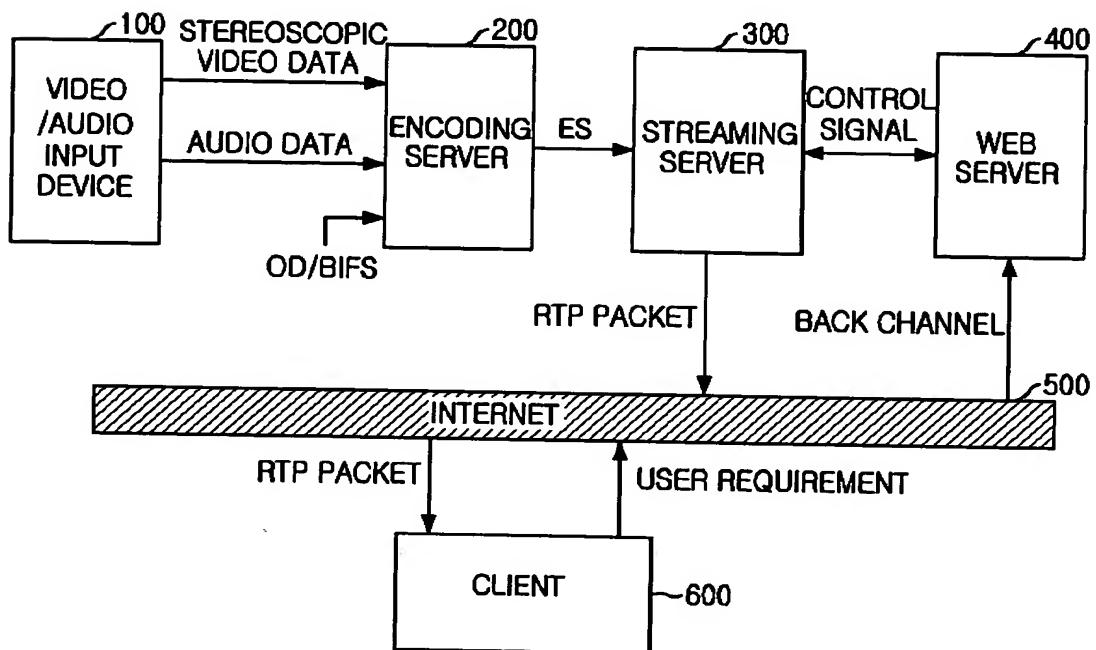 100
STEREOSCOPIC
VIDEO DATA
200
300
400
VIDEO
/AUDIO
INPUT
DEVICE
AUDIO DATA
ENCODING
SERVER
ES
STREAMING
SERVER
CONTROL
SIGNAL
WEB
SERVER
OD/BIFS
RTP PACKET
BACK CHANNEL
500
INTERNET
RTP PACKET
USER REQUIREMENT
CLIENT
600